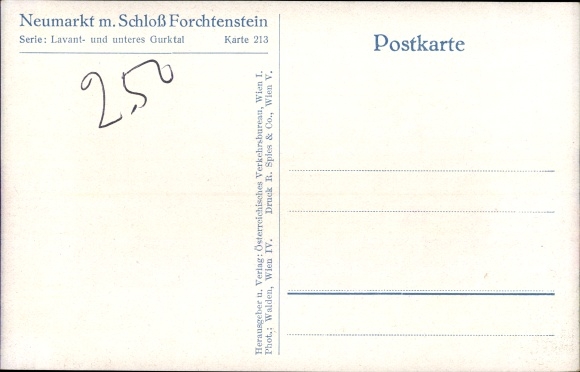 Neumarkt m. Schloß Forchtenstein
Serie: Lavant- und unteres Gurktal Karte 213
2,50
Postkarte
Herausgeber u. Verlag: Österreichisches Verkehrsbureau, Wien I.
Phot.: Walden, Wien IV. Druck R. Spies & Co., Wien V.